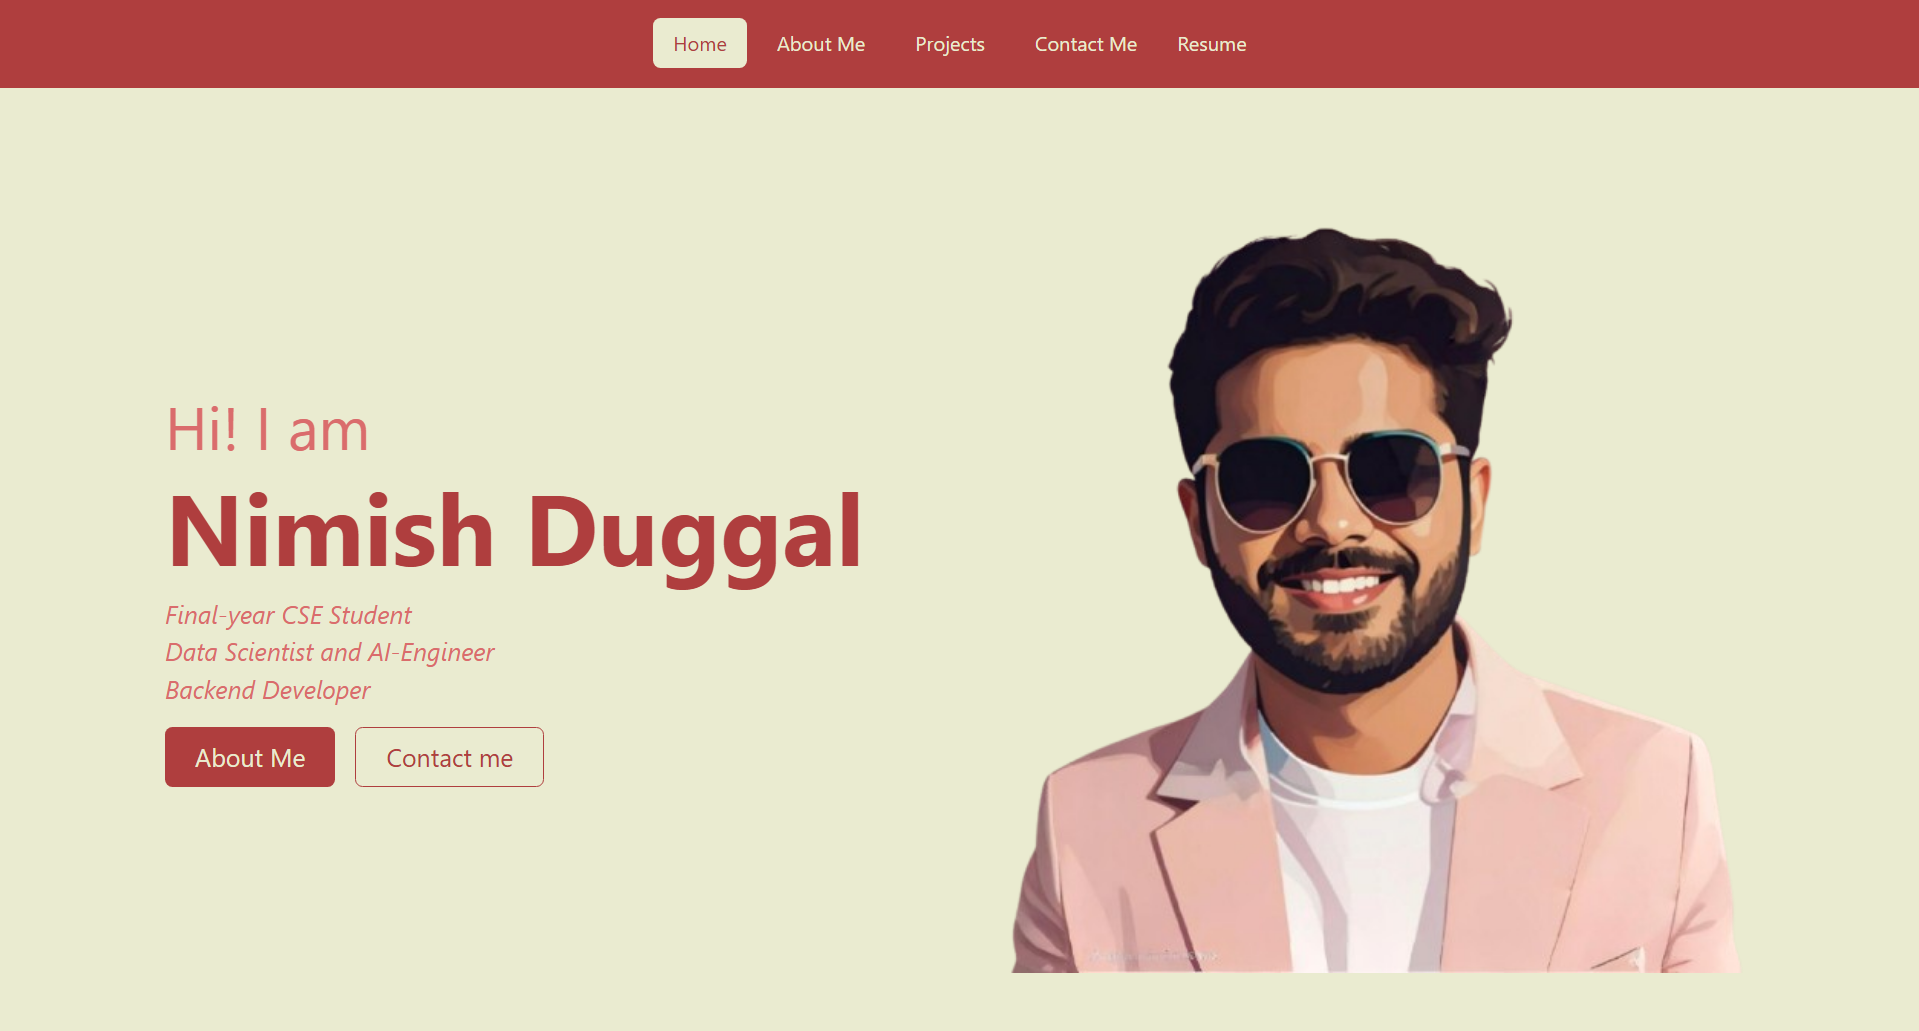 Home About Me Projects Contact Me Resume
Hi! I am
Nimish Duggal
Final-year CSE Student
Data Scientist and AI-Engineer
Backend Developer
About Me Contact me